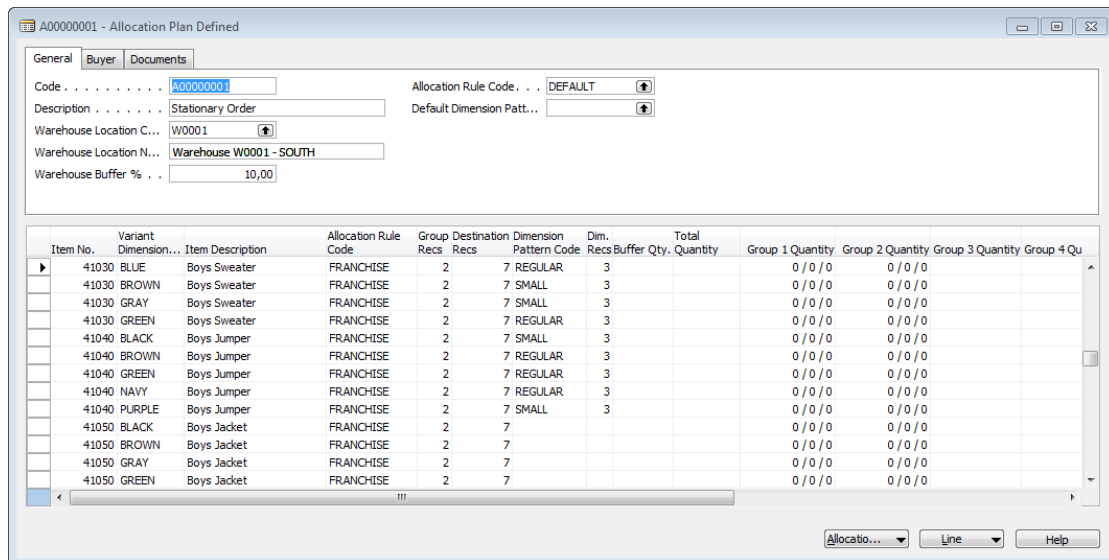 A00000001 - Allocation Plan Defined
General Buyer Documents
Code . . . . . . . . . . A00000001 Allocation Rule Code. . . DEFAULT
Description . . . . . . . Stationary Order Default Dimension Patt...
Warehouse Location C... W0001
Warehouse Location N... Warehouse W0001 - SOUTH
Warehouse Buffer % . . 10,00
Variant Allocation Rule Group Destination Dimension Dim. Total
Item No. Dimension... Item Description Code Recs Recs Pattern Code Recs Buffer Qty. Quantity Group 1 Quantity Group 2 Quantity Group 3 Quantity Group 4 Qu
41030 BLUE Boys Sweater FRANCHISE 2 7 REGULAR 3 0 / 0 / 0 0 / 0 / 0
41030 BROWN Boys Sweater FRANCHISE 2 7 SMALL 3 0 / 0 / 0 0 / 0 / 0
41030 GRAY Boys Sweater FRANCHISE 2 7 SMALL 3 0 / 0 / 0 0 / 0 / 0
41030 GREEN Boys Sweater FRANCHISE 2 7 REGULAR 3 0 / 0 / 0 0 / 0 / 0
41040 BLACK Boys Jumper FRANCHISE 2 7 SMALL 3 0 / 0 / 0 0 / 0 / 0
41040 BROWN Boys Jumper FRANCHISE 2 7 REGULAR 3 0 / 0 / 0 0 / 0 / 0
41040 GREEN Boys Jumper FRANCHISE 2 7 REGULAR 3 0 / 0 / 0 0 / 0 / 0
41040 NAVY Boys Jumper FRANCHISE 2 7 REGULAR 3 0 / 0 / 0 0 / 0 / 0
41040 PURPLE Boys Jumper FRANCHISE 2 7 SMALL 3 0 / 0 / 0 0 / 0 / 0
41050 BLACK Boys Jacket FRANCHISE 2 7 0 / 0 / 0 0 / 0 / 0
41050 BROWN Boys Jacket FRANCHISE 2 7 0 / 0 / 0 0 / 0 / 0
41050 GRAY Boys Jacket FRANCHISE 2 7 0 / 0 / 0 0 / 0 / 0
41050 GREEN Boys Jacket FRANCHISE 2 7 0 / 0 / 0 0 / 0 / 0
Allocatio... Line Help